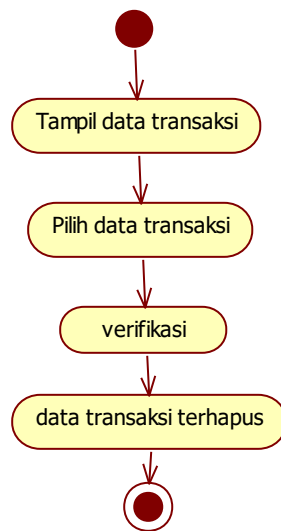 Tampil data transaksi
Pilih data transaksi
verifikasi
data transaksi terhapus